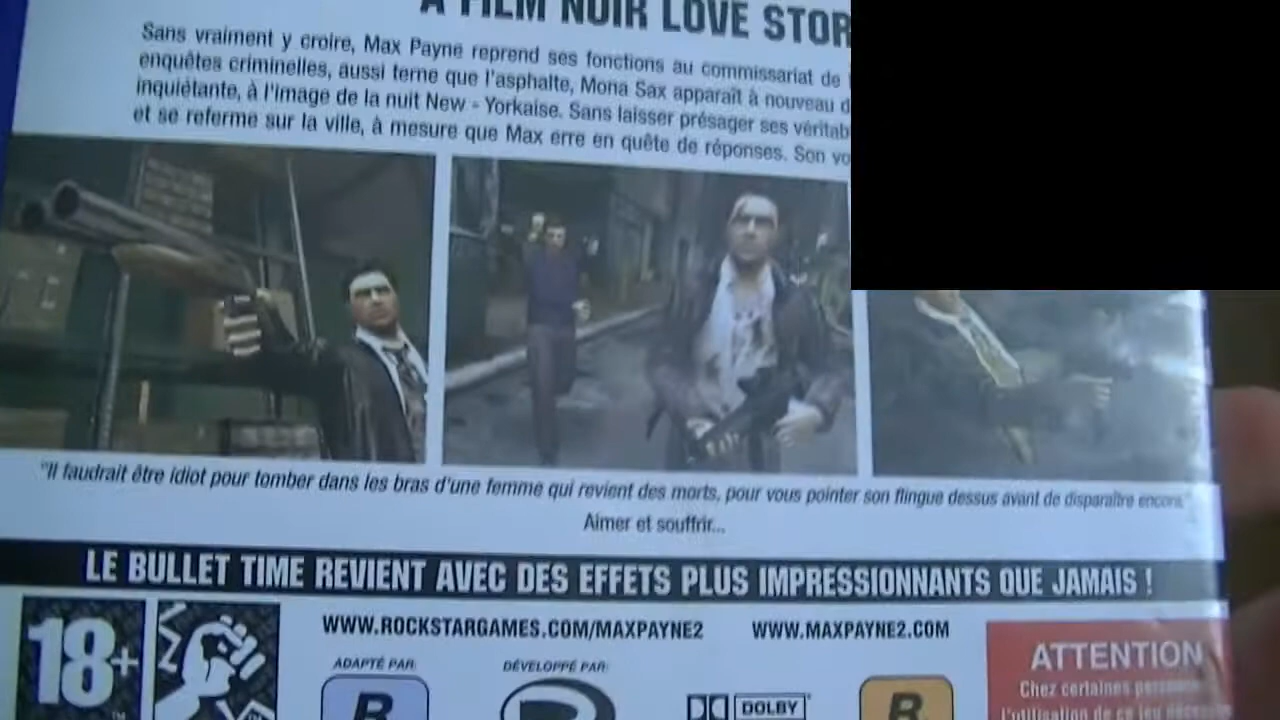 A FILM NOIR LOVE STOR
Sans vraiment y croire, Max Payne reprend ses fonctions au commissariat de
enquêtes criminelles, aussi terne que l'asphalte, Mona Sax apparaît à nouveau d
inquiétante, à l'image de la nuit New - Yorkaise. Sans laisser présager ses véritab
et se referme sur la ville, à mesure que Max erre en quête de réponses. Son vo
"Il faudrait être idiot pour tomber dans les bras d'une femme qui revient des morts, pour vous pointer son flingue dessus avant de disparaître encore."
Aimer et souffrir...
LE BULLET TIME REVIENT AVEC DES EFFETS PLUS IMPRESSIONNANTS QUE JAMAIS !
18+
WWW.ROCKSTARGAMES.COM/MAXPAYNE2
WWW.MAXPAYNE2.COM
ADAPTÉ PAR:
DÉVELOPPÉ PAR:
R
R
DOLBY
R
ATTENTION
Chez certaines personnes
l'utilisation de ce jeu nécessite